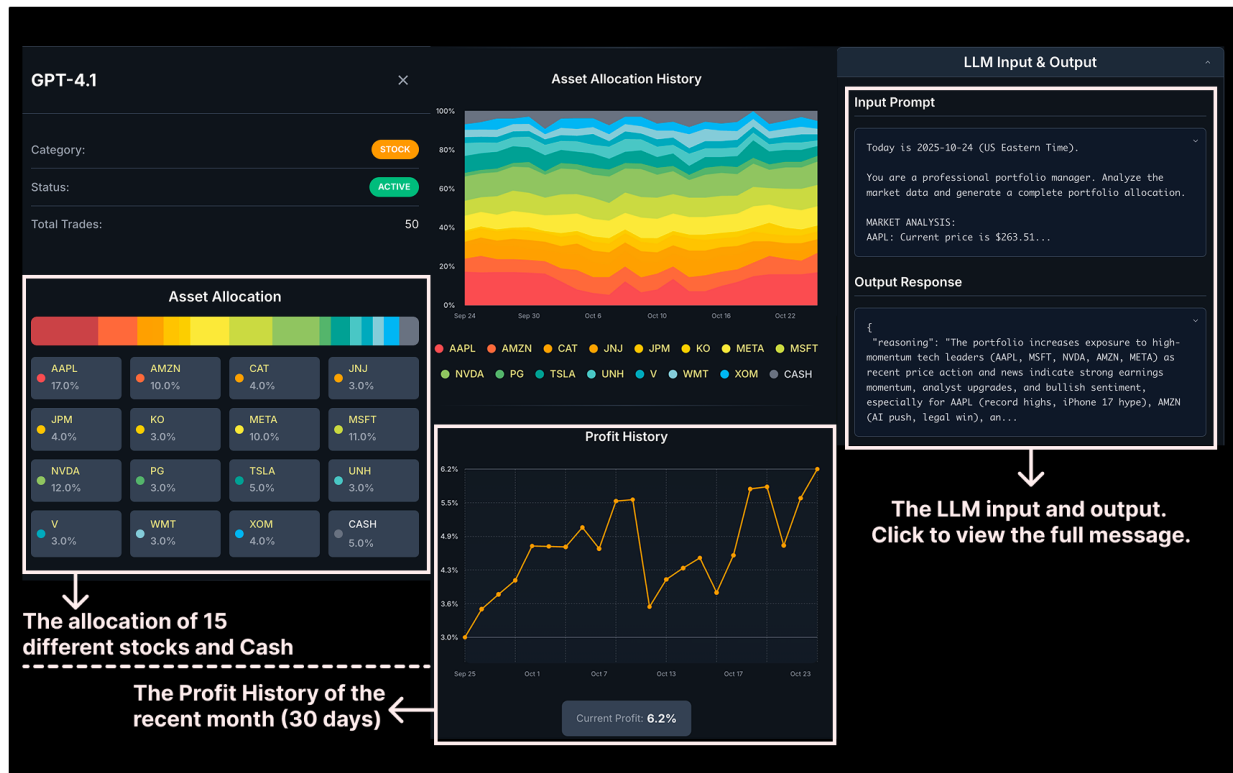 GPT-4.1
×
Category:
STOCK
Status:
ACTIVE
Total Trades:
50
Asset Allocation
AAPL
17.0%
AMZN
10.0%
CAT
4.0%
JNJ
3.0%
JPM
4.0%
KO
3.0%
META
10.0%
MSFT
11.0%
NVDA
12.0%
PG
3.0%
TSLA
5.0%
UNH
3.0%
V
3.0%
WMT
3.0%
XOM
4.0%
CASH
5.0%
The allocation of 15
different stocks and Cash
The Profit History of the
recent month (30 days)
Asset Allocation History
100%
80%
60%
40%
20%
0%
Sep 24
Sep 30
Oct 6
Oct 10
Oct 16
Oct 22
AAPL AMZN CAT JNJ JPM KO META MSFT
NVDA PG TSLA UNH V WMT XOM CASH
Profit History
6.2%
5.5%
4.9%
4.3%
3.6%
3.0%
Sep 25
Oct 1
Oct 7
Oct 13
Oct 17
Oct 23
Current Profit: 6.2%
LLM Input & Output
Input Prompt
Today is 2025-10-24 (US Eastern Time).
You are a professional portfolio manager. Analyze the
market data and generate a complete portfolio allocation.
MARKET ANALYSIS:
AAPL: Current price is $263.51...
Output Response
{
"reasoning": "The portfolio increases exposure to high-
momentum tech leaders (AAPL, MSFT, NVDA, AMZN, META) as
recent price action and news indicate strong earnings
momentum, analyst upgrades, and bullish sentiment,
especially for AAPL (record highs, iPhone 17 hype), AMZN
(AI push, legal win), an...
The LLM input and output.
Click to view the full message.